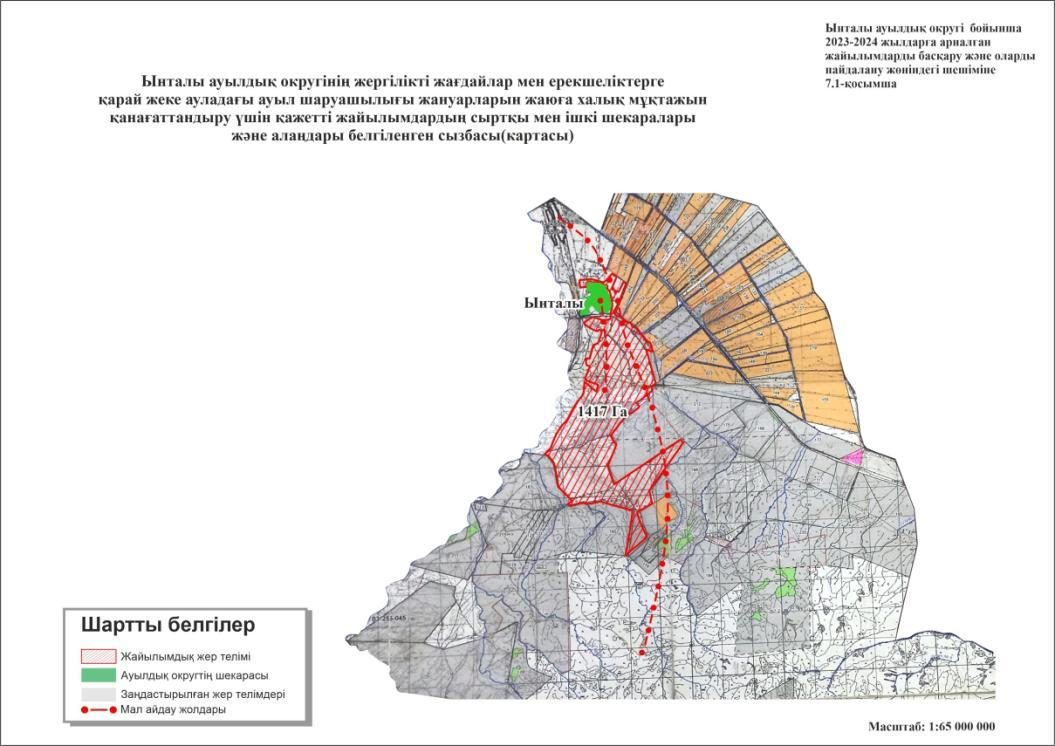 Ынталы ауылдық округі бойынша
2023-2024 жылдарға арналған
жайылымдарды басқару және оларды
пайдалану жөніндегі шешіміне
7.1-қосымша
Ынталы ауылдық округінің жергілікті жағдайлар мен ерекшеліктерге
қарай жеке ауладағы ауыл шаруашылығы жануарларын жаюға халық мұқтажын
қанағаттандыру үшін қажетті жайылымдардың сыртқы мен ішкі шекаралары
және алаңдары белгіленген сызбасы(картасы)
Ынталы
1417 Га
Шартты белгілер
Жайылымдық жер телімі
Ауылдық округтің шекарасы
Заңдастырылған жер телімдері
Мал айдау жолдары
Масштаб: 1:65 000 000